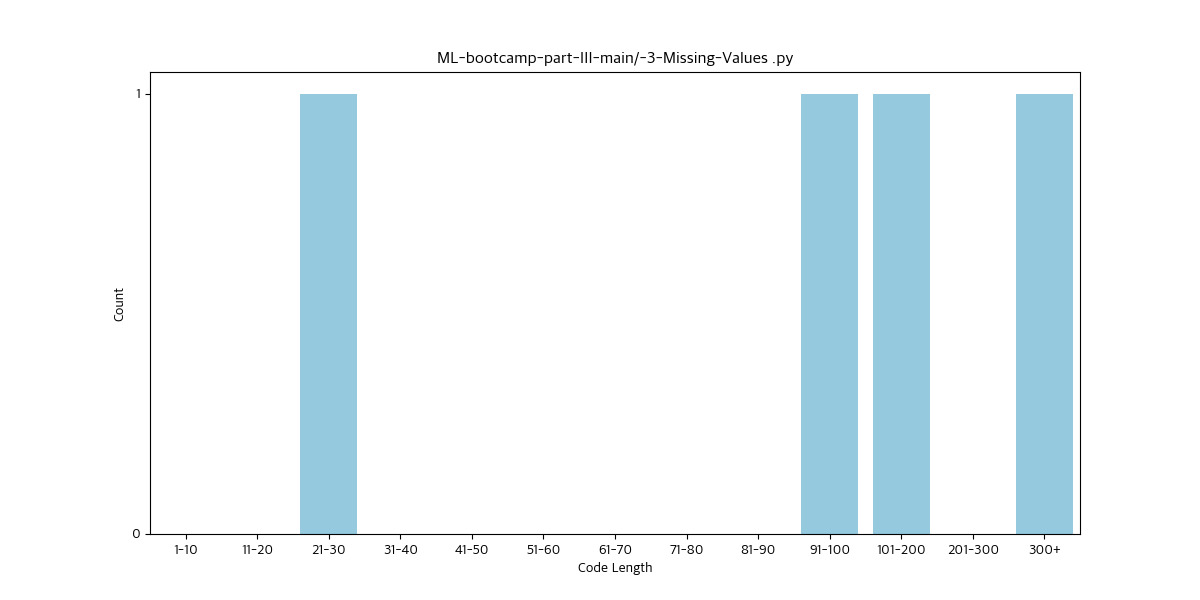 ML-bootcamp-part-III-main/-3-Missing-Values .py
1
Count
0
1-10 11-20 21-30 31-40 41-50 51-60 61-70 71-80 81-90 91-100 101-200 201-300 300+
Code Length